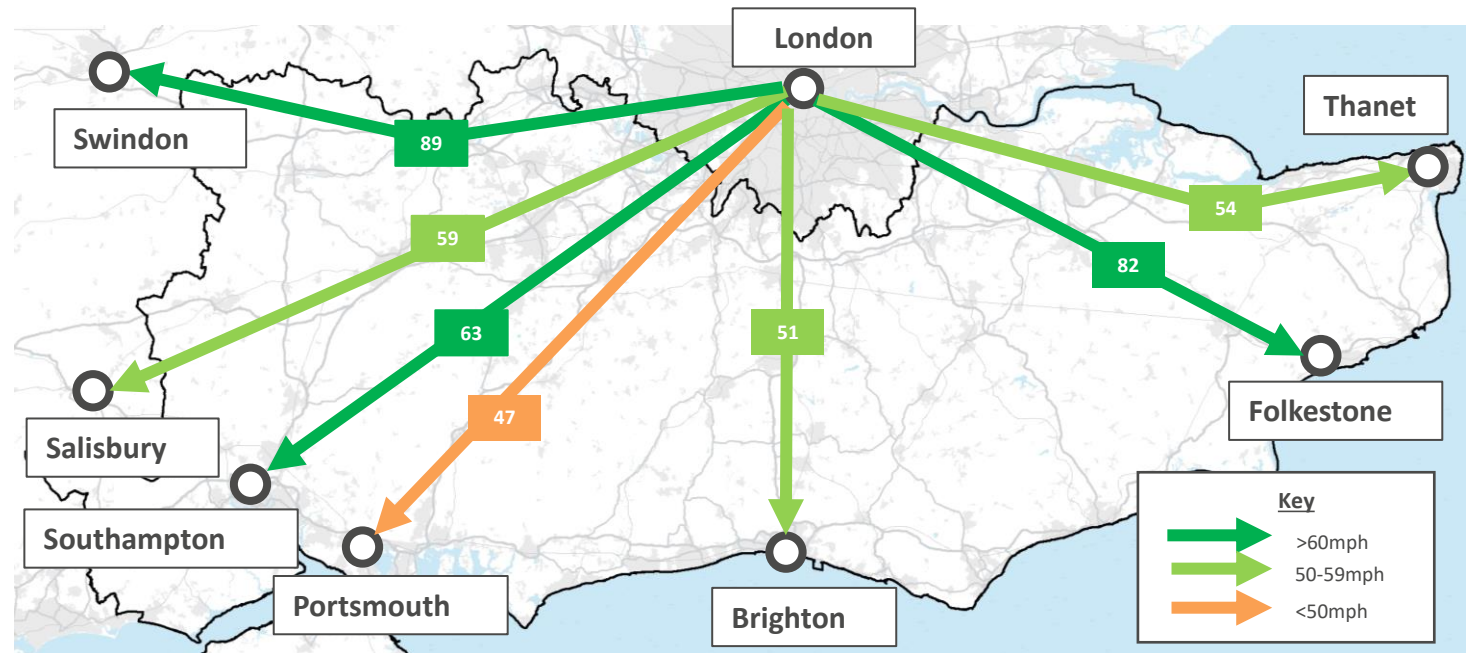 London
Thanet
Swindon
89
54
59
82
63
51
47
Folkestone
Salisbury
Southampton
Portsmouth
Brighton
Key
>60mph
50-59mph
<50mph